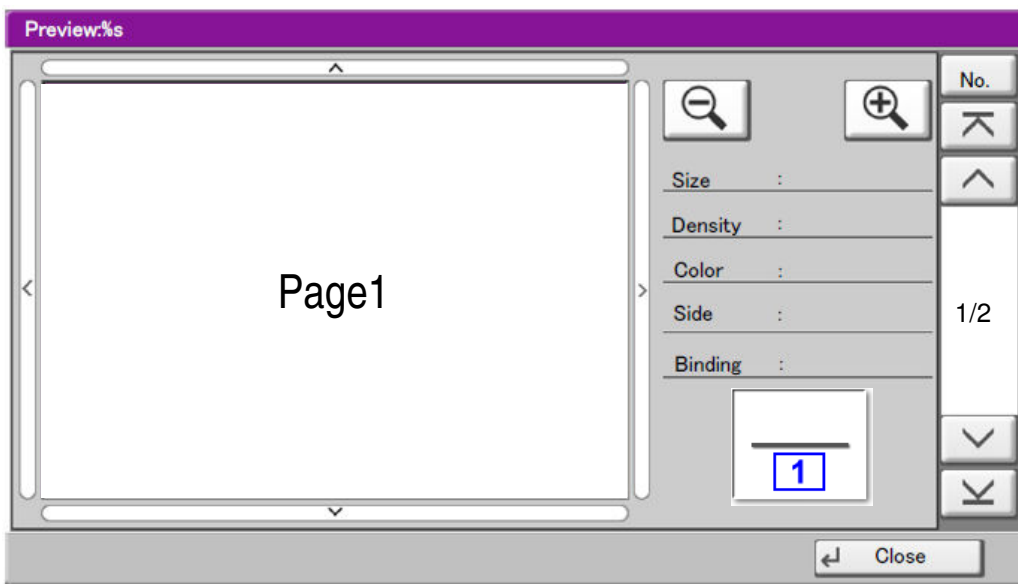 Preview:%s
No.
Size :
Density :
Color :
Page1
Side :
1/2
Binding :
1
Close